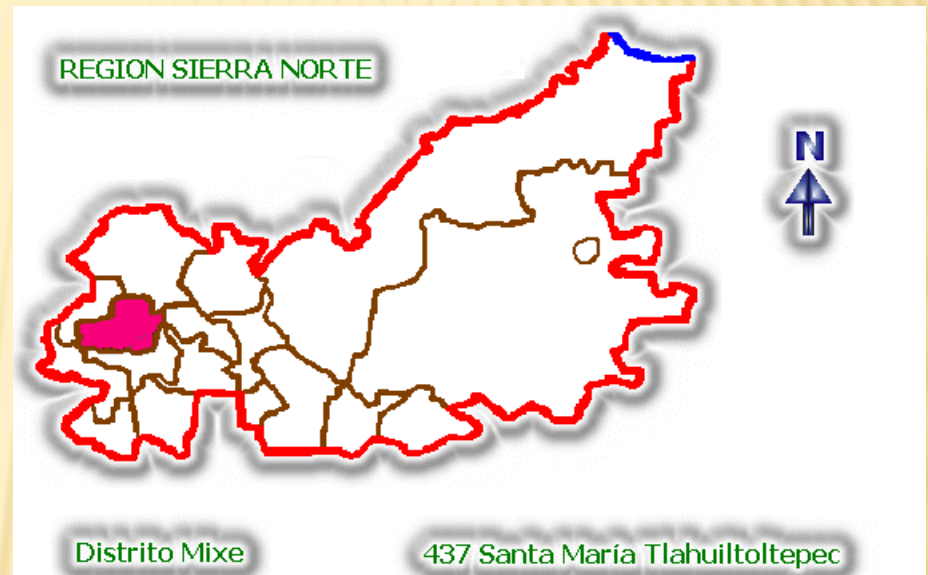 REGION SIERRA NORTE
N
Distrito Mixe
437 Santa María Tlahuiltoltepec